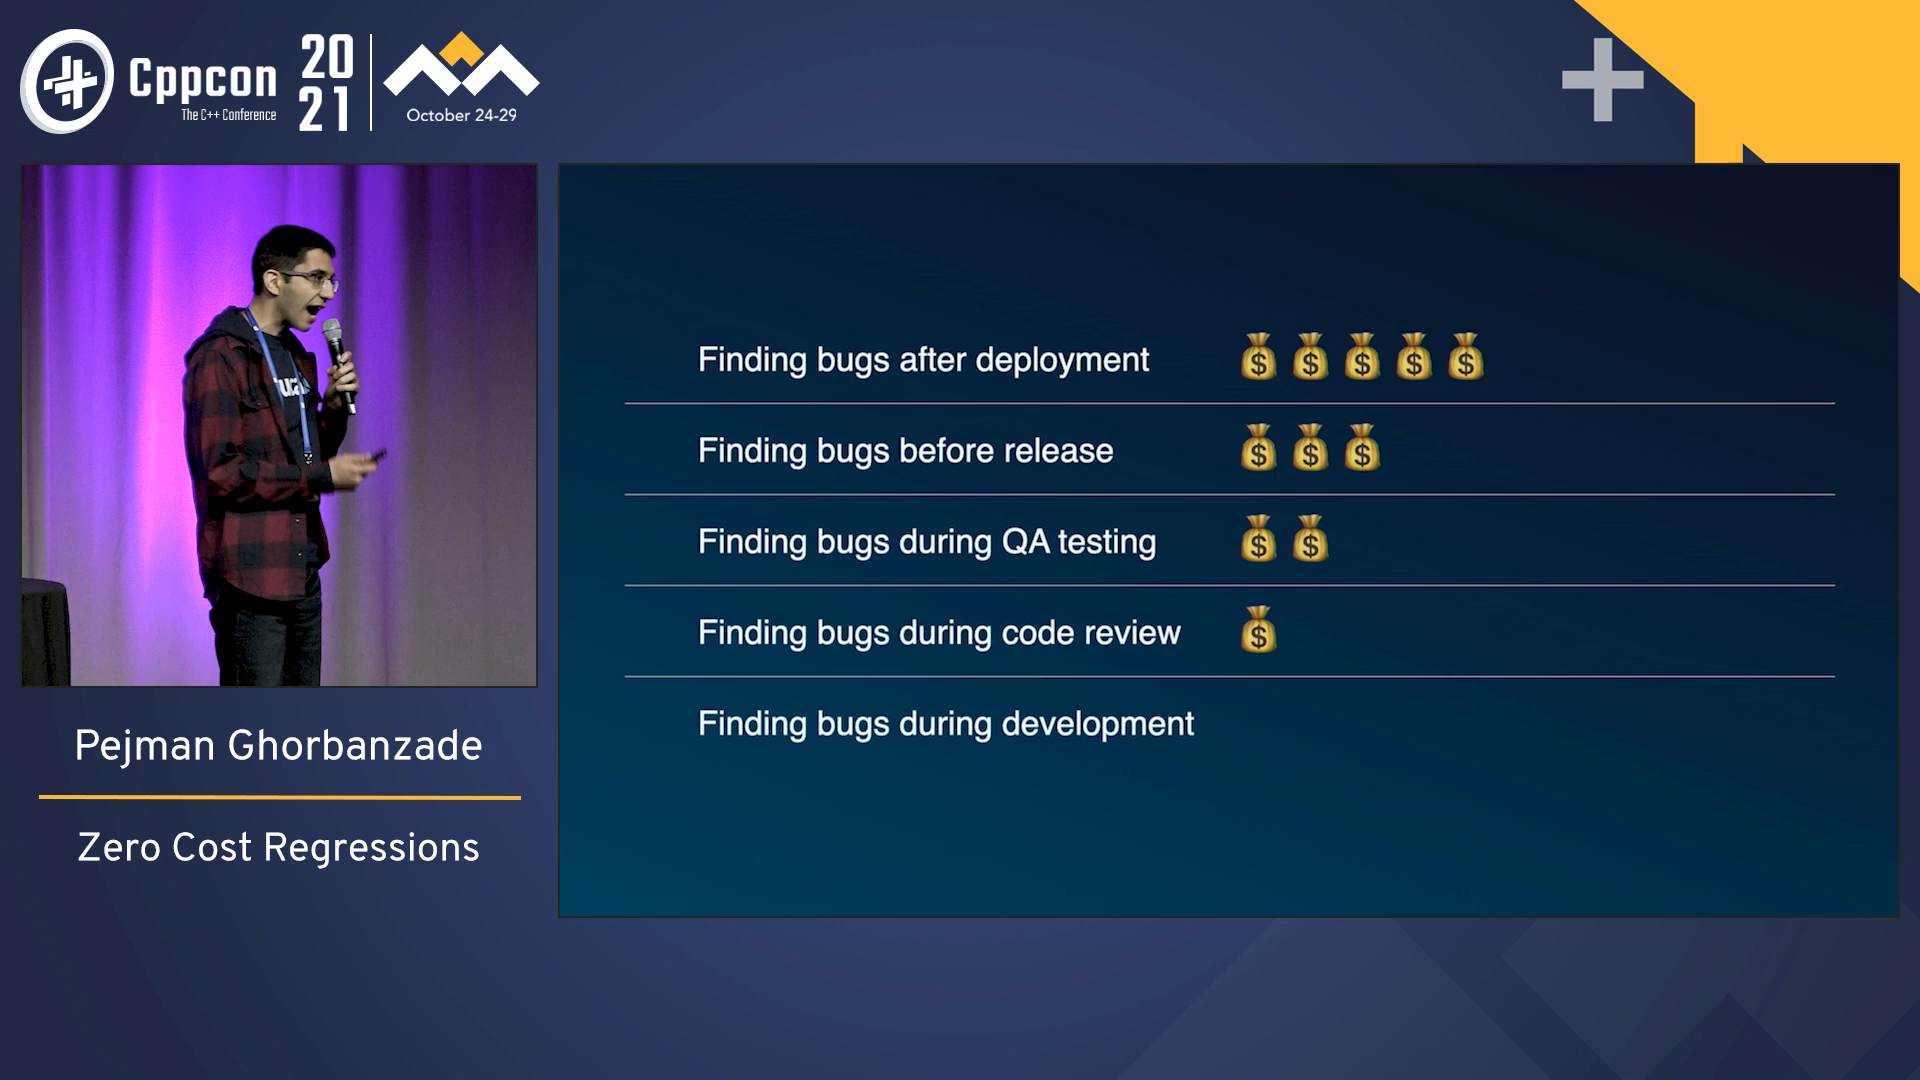 Cppcon
The C++ Conference
20
21
October 24-29
Finding bugs after deployment
Finding bugs before release
Finding bugs during QA testing
Finding bugs during code review
Finding bugs during development
Pejman Ghorbanzade
Zero Cost Regressions